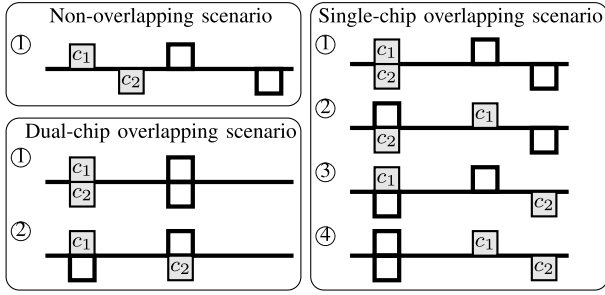 Non-overlapping scenario
1
c1
c2
Dual-chip overlapping scenario
1
c1
c2
2
c1
c2
Single-chip overlapping scenario
1
c1
c2
2
c1
c2
3
c1
c2
4
c1
c2